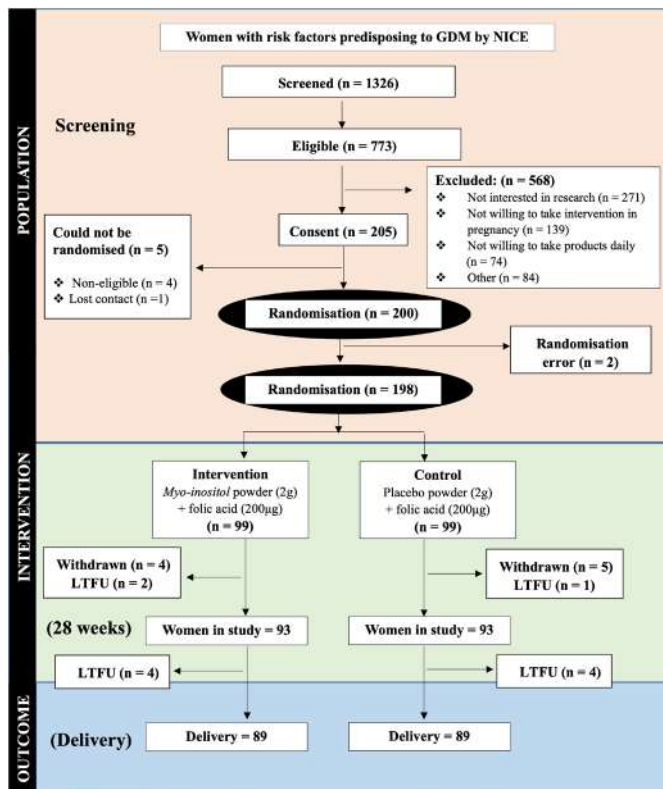 Women with risk factors predisposing to GDM by NICE
POPULATION
Screened (n = 1326)
Screening
Eligible (n = 773)
Excluded: (n = 568)
❖ Not interested in research (n = 271)
❖ Not willing to take intervention in
pregnancy (n = 139)
❖ Not willing to take products daily
(n = 74)
❖ Other (n = 84)
Consent (n = 205)
Could not be
randomised (n = 5)
❖ Non-eligible (n = 4)
❖ Lost contact (n =1)
Randomisation (n = 200)
Randomisation
error (n = 2)
Randomisation (n = 198)
INTERVENTION
Intervention
Myo-inositol powder (2g)
+ folic acid (200µg)
(n = 99)
Control
Placebo powder (2g)
+ folic acid (200µg)
(n = 99)
Withdrawn (n = 4)
LTFU (n = 2)
Withdrawn (n = 5)
LTFU (n = 1)
(28 weeks)
Women in study = 93
Women in study = 93
LTFU (n = 4)
LTFU (n = 4)
OUTCOME
(Delivery)
Delivery = 89
Delivery = 89